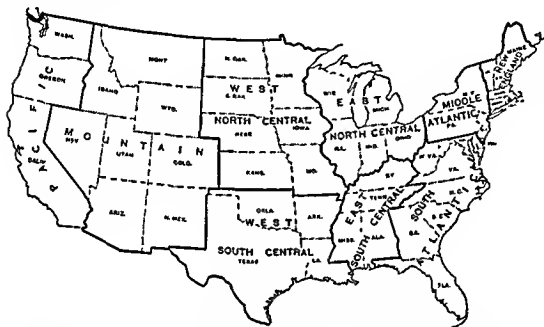 WASH.
OREGON
CALIF
PACIFIC
MONT
IDAHO
WYO.
NEV
UTAH
COLO.
ARIZ.
N. MEX.
MOUNTAIN
N. DAK.
S. DAK.
MINN
NEBR
IOWA
KANS.
MO.
WEST
NORTH CENTRAL
WIS
MICH
ILL
IND
OHIO
EAST
NORTH CENTRAL
OKLA
ARK.
TEXAS
LA.
WEST
SOUTH CENTRAL
KY
TENN
MISS
ALA.
EAST
SOUTH CENTRAL
W VA.
VA.
N.C.
GA.
FLA.
SOUTH
ATLANTIC
N Y
PA.
MIDDLE
ATLANTIC
MAINE
NEW
ENGLAND